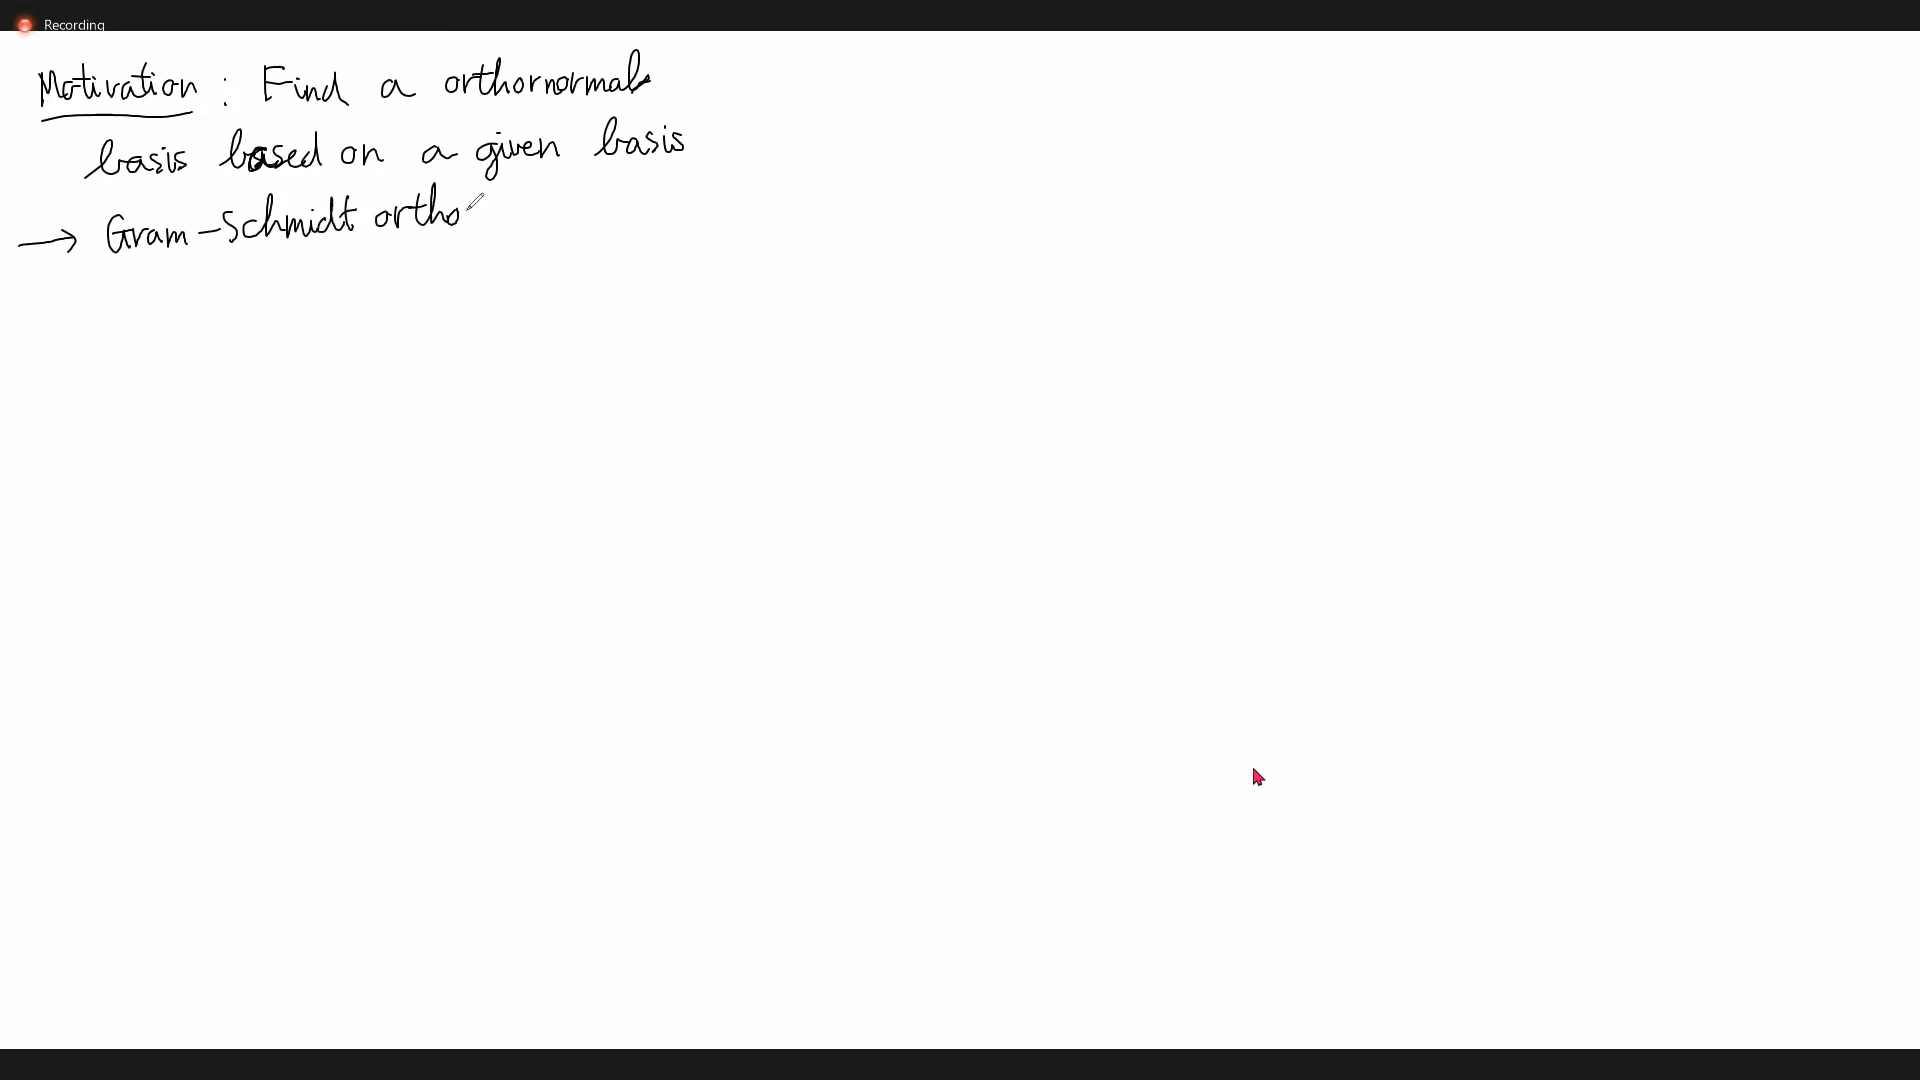 Recording
Motivation : Find a orthornormal
basis based on a given basis
→ Gram-Schmidt ortho